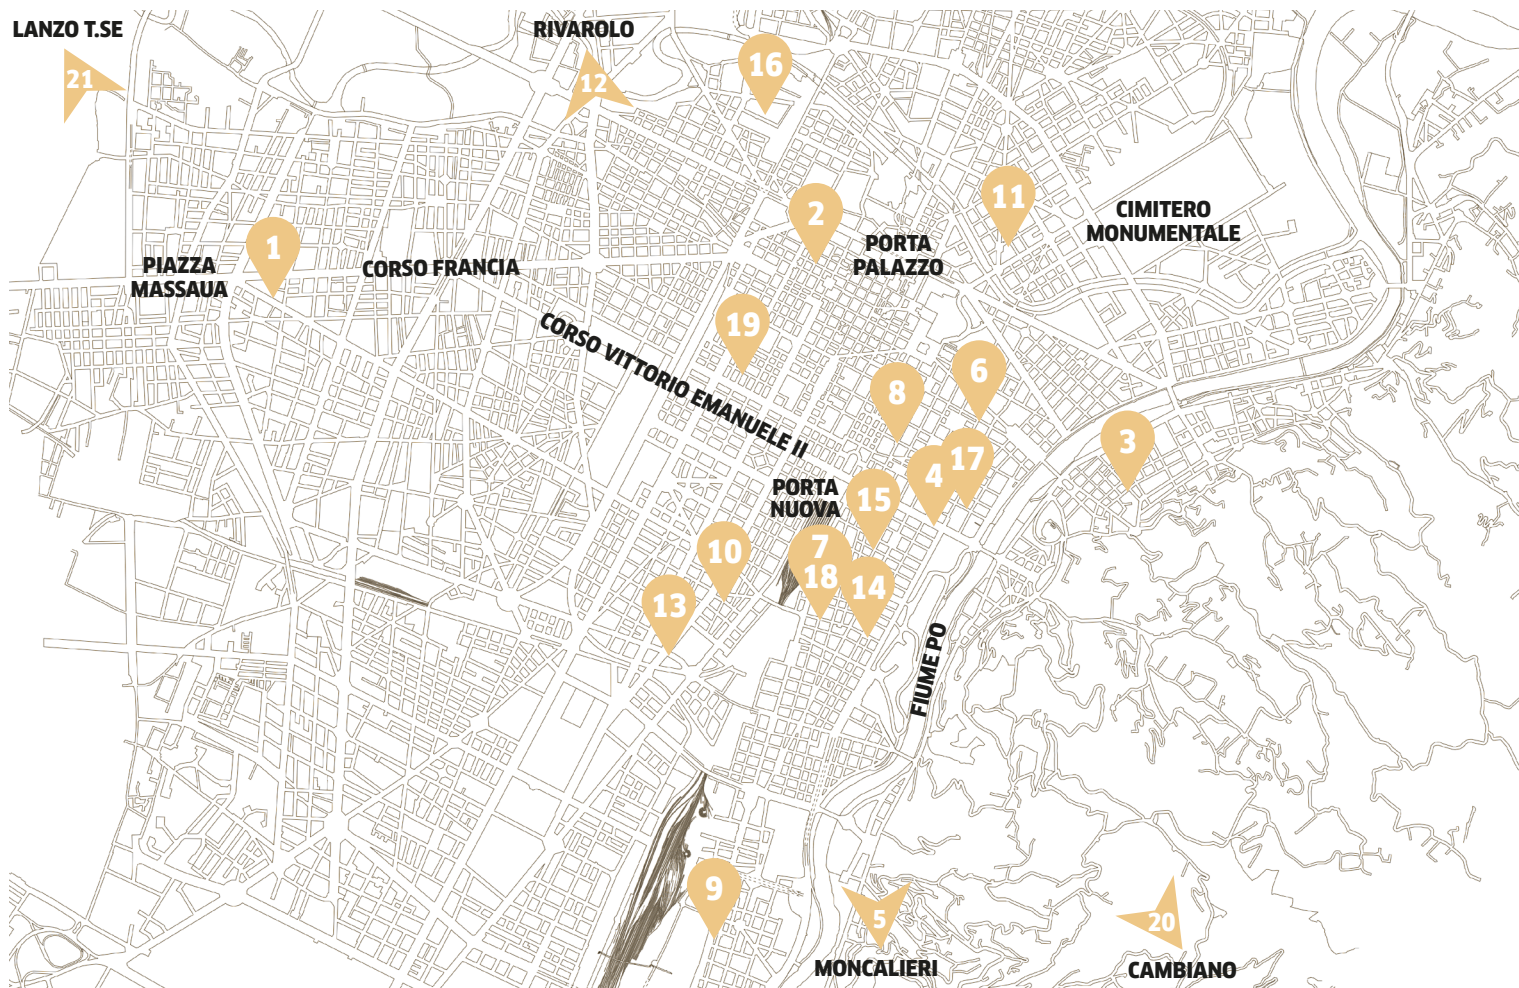 LANZO T.SE
RIVAROLO
21
12
16
2
11
CIMITERO
MONUMENTALE
1
PORTA
PALAZZO
PIAZZA
MASSAUA
CORSO FRANCIA
19
CORSO VITTORIO EMANUELE II
6
8
3
17
4
PORTA
NUOVA
15
10
7
18
14
13
FIUME PO
9
5
20
MONCALIERI
CAMBIANO